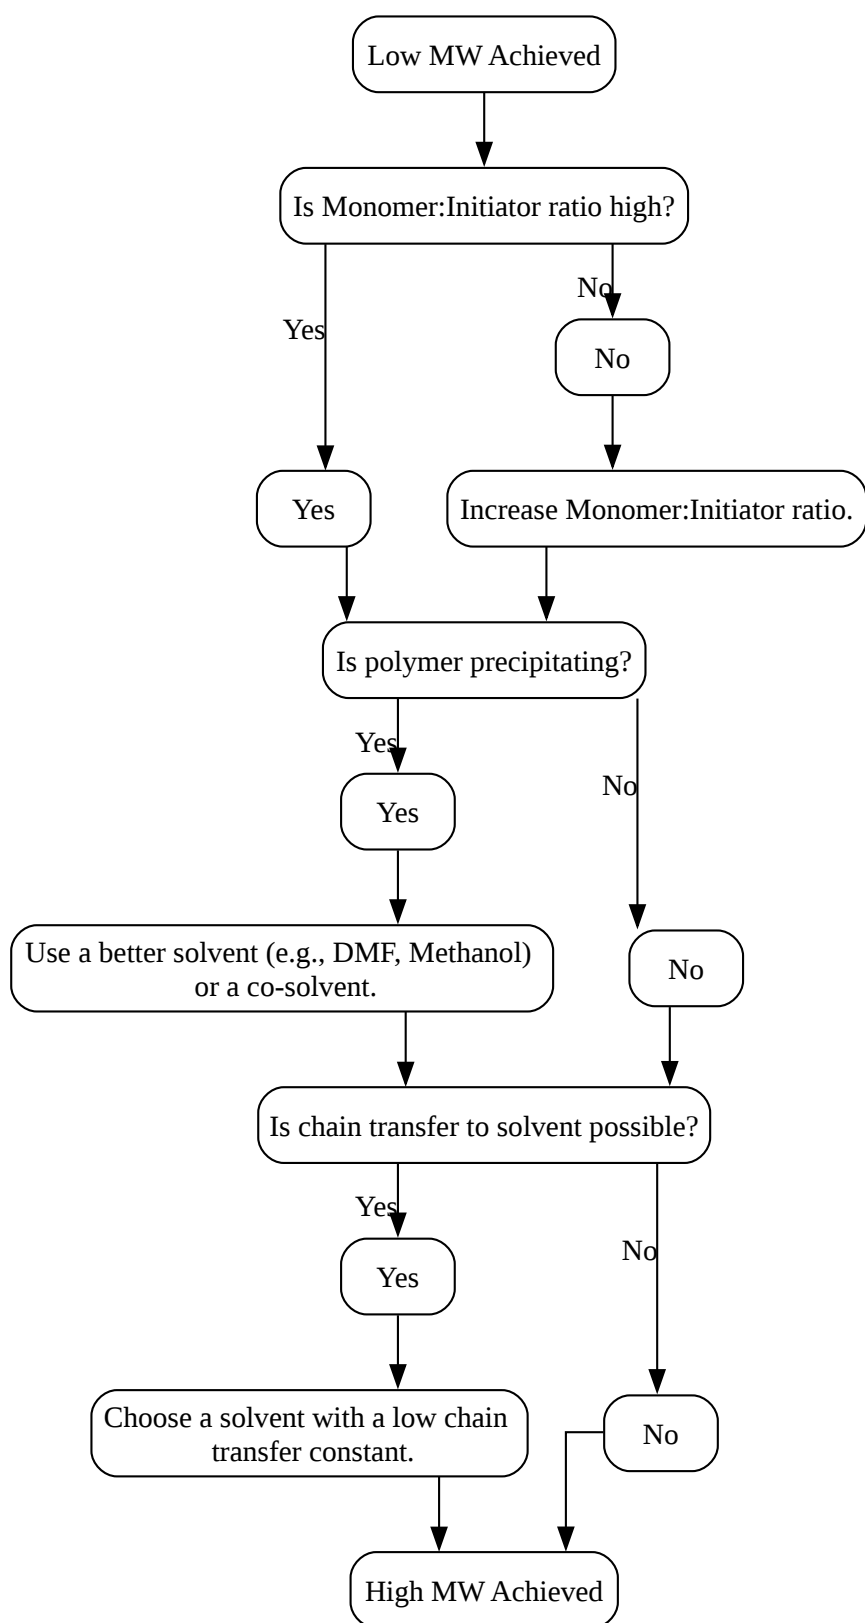 Low MW Achieved
Is Monomer:Initiator ratio high?
No
Yes
No
Yes
Increase Monomer:Initiator ratio.
Is polymer precipitating?
Yes
No
Yes
Use a better solvent (e.g., DMF, Methanol)
or a co-solvent.
No
Is chain transfer to solvent possible?
Yes
No
Yes
Choose a solvent with a low chain
transfer constant.
No
High MW Achieved